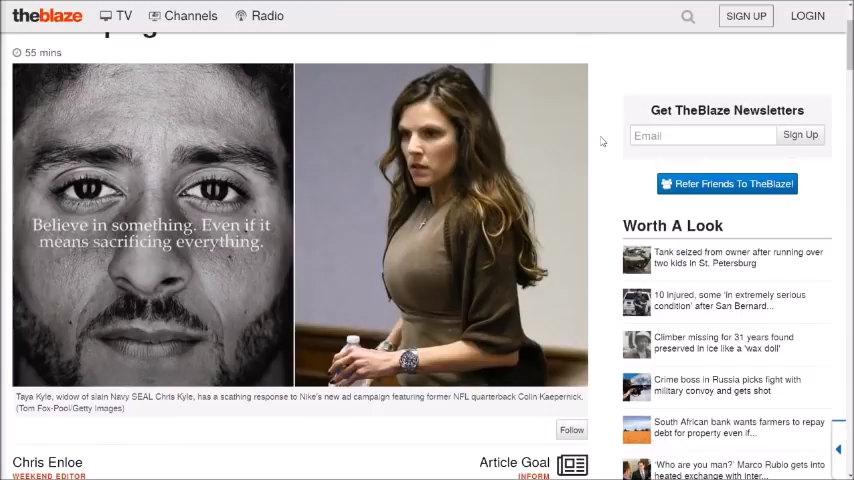 theblaze TV Channels Radio SIGN UP LOGIN
55 mins
Believe in something. Even if it
means sacrificing everything.
Taya Kyle, widow of slain Navy SEAL Chris Kyle, has a scathing response to Nike's new ad campaign featuring former NFL quarterback Colin Kaepernick.
(Tom Fox-Pool/Getty Images)
Follow
Chris Enloe
WEEKEND EDITOR
Article Goal
INFORM
Get TheBlaze Newsletters
Email Sign Up
Refer Friends To TheBlaze!
Worth A Look
Tank seized from owner after running over
two kids in St. Petersburg
10 Injured, some 'in extremely serious
condition' after San Bernard...
Climber missing for 31 years found
preserved in ice like a 'wax doll'
Crime boss in Russia picks fight with
military convoy and gets shot
South African bank wants farmers to repay
debt for property even if...
'Who are you man?' Marco Rubio gets into
heated exchange with inter...